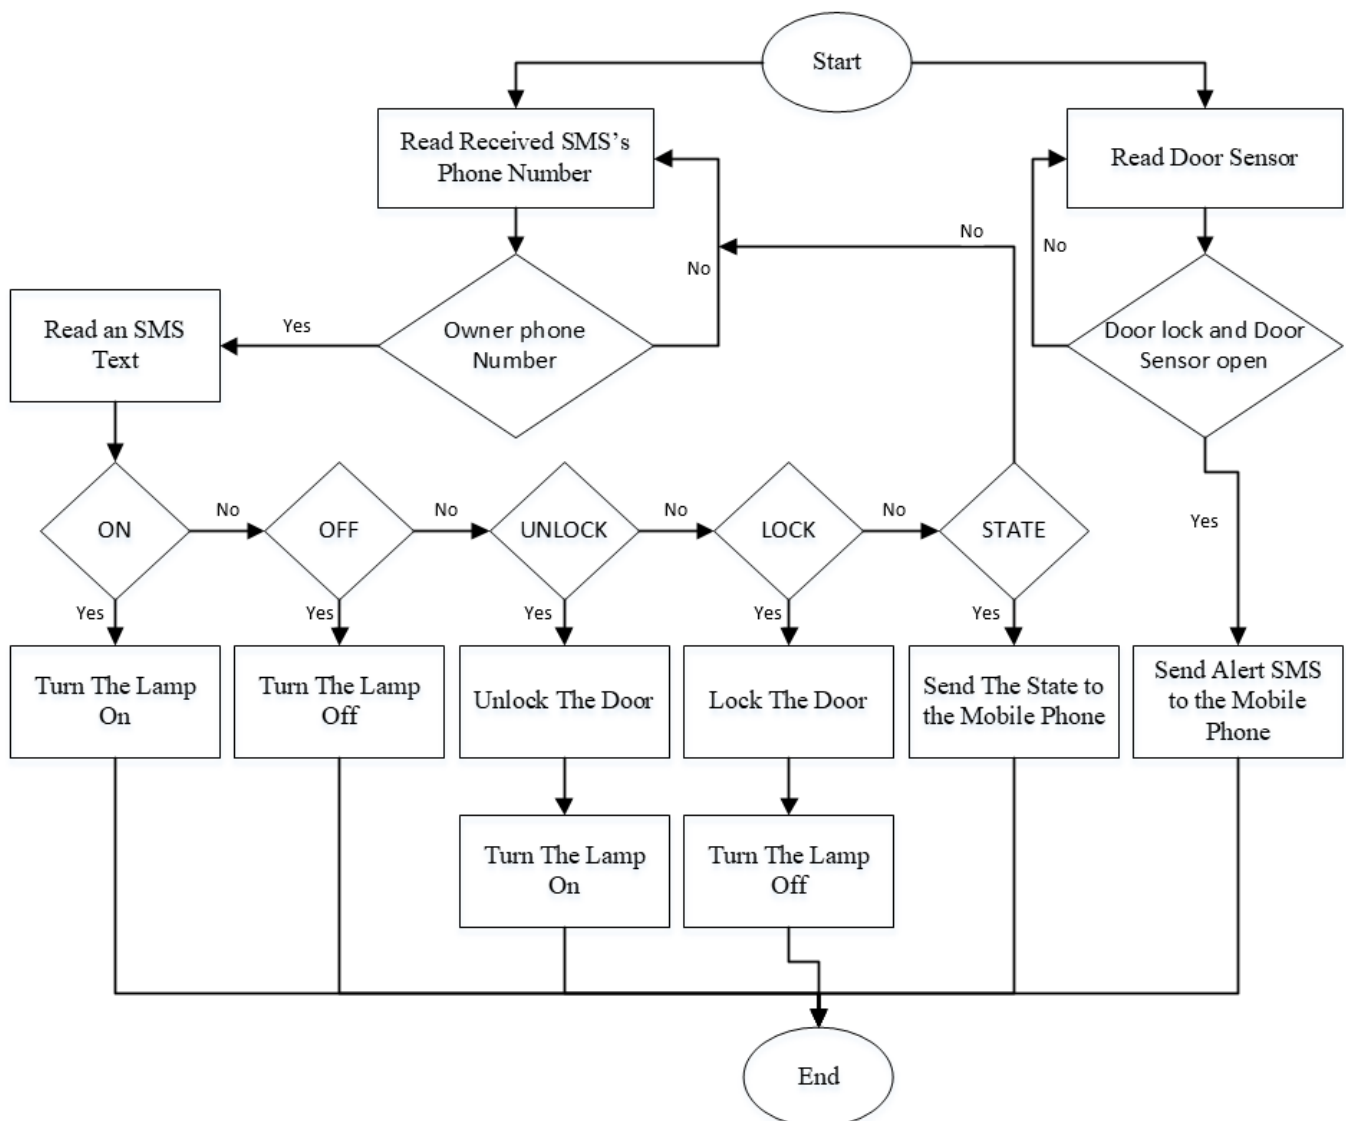 Start
Read Received SMS's
Phone Number
Read Door Sensor
No
No
No
Read an SMS
Text
Yes
Owner phone
Number
Door lock and Door
Sensor open
ON
No
OFF
No
UNLOCK
No
LOCK
No
STATE
Yes
Yes
Yes
Yes
Yes
Yes
Turn The Lamp
On
Turn The Lamp
Off
Unlock The Door
Lock The Door
Send The State to
the Mobile Phone
Send Alert SMS
to the Mobile
Phone
Turn The Lamp
On
Turn The Lamp
Off
End